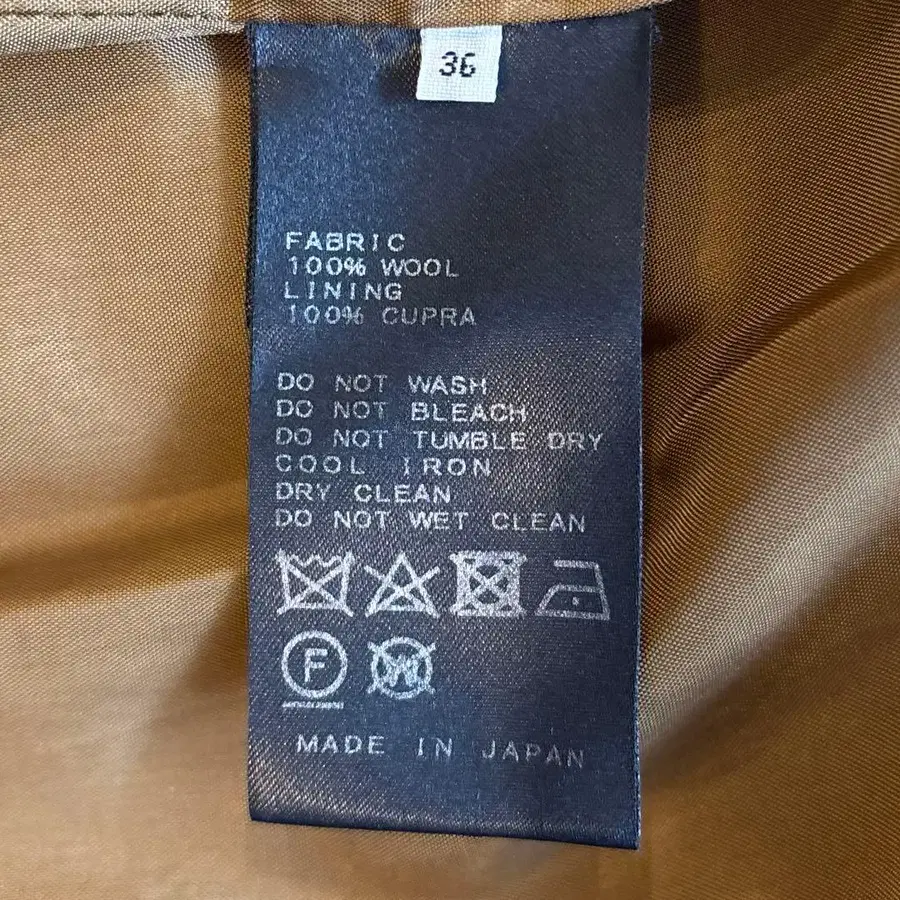 36
FABRIC
100% WOOL
LINING
100% CUPRA
DO NOT WASH
DO NOT BLEACH
DO NOT TUMBLE DRY
COOL IRON
DRY CLEAN
DO NOT WET CLEAN
F W
MADE IN JAPAN